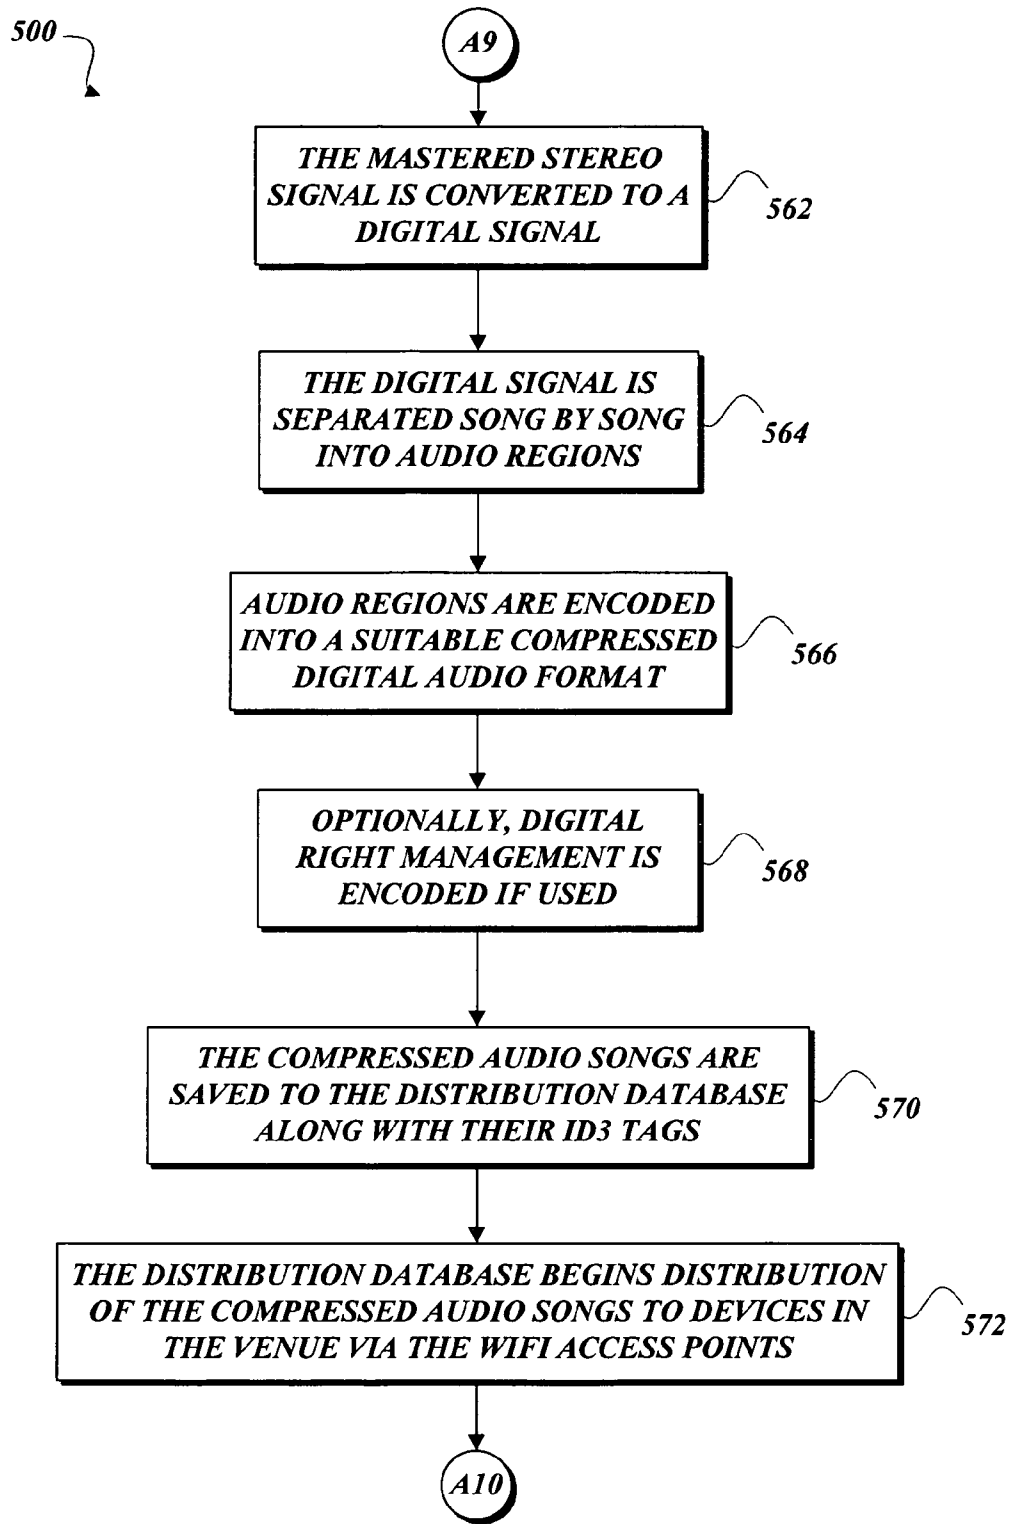 500
A9
THE MASTERED STEREO
SIGNAL IS CONVERTED TO A
DIGITAL SIGNAL
562
THE DIGITAL SIGNAL IS
SEPARATED SONG BY SONG
INTO AUDIO REGIONS
564
AUDIO REGIONS ARE ENCODED
INTO A SUITABLE COMPRESSED
DIGITAL AUDIO FORMAT
566
OPTIONALLY, DIGITAL
RIGHT MANAGEMENT IS
ENCODED IF USED
568
THE COMPRESSED AUDIO SONGS ARE
SAVED TO THE DISTRIBUTION DATABASE
ALONG WITH THEIR ID3 TAGS
570
THE DISTRIBUTION DATABASE BEGINS DISTRIBUTION
OF THE COMPRESSED AUDIO SONGS TO DEVICES IN
THE VENUE VIA THE WIFI ACCESS POINTS
572
A10